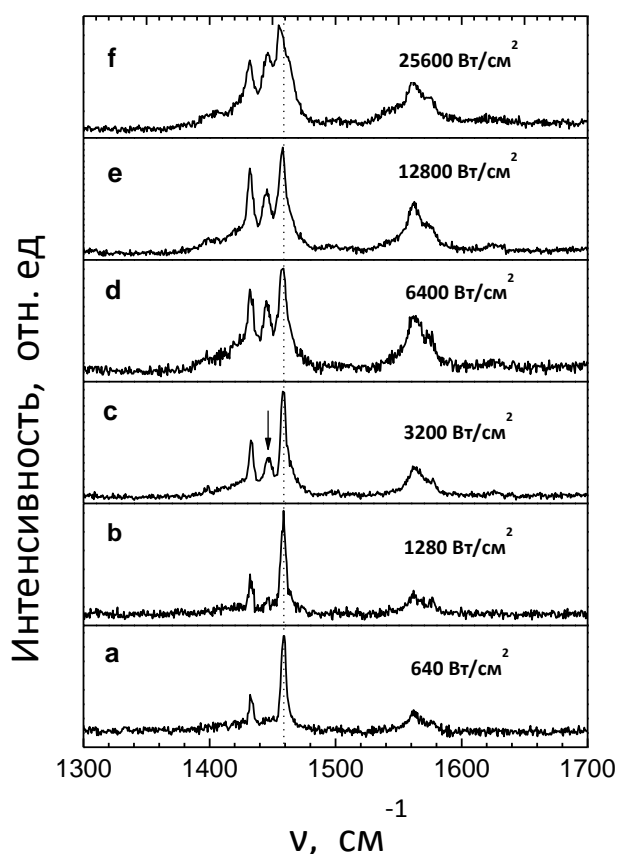 f
25600 Вт/см²
e
12800 Вт/см²
d
6400 Вт/см²
c
3200 Вт/см²
b
1280 Вт/см²
a
640 Вт/см²
Интенсивность, отн. ед
1300 1400 1500 1600 1700
ν, см⁻¹